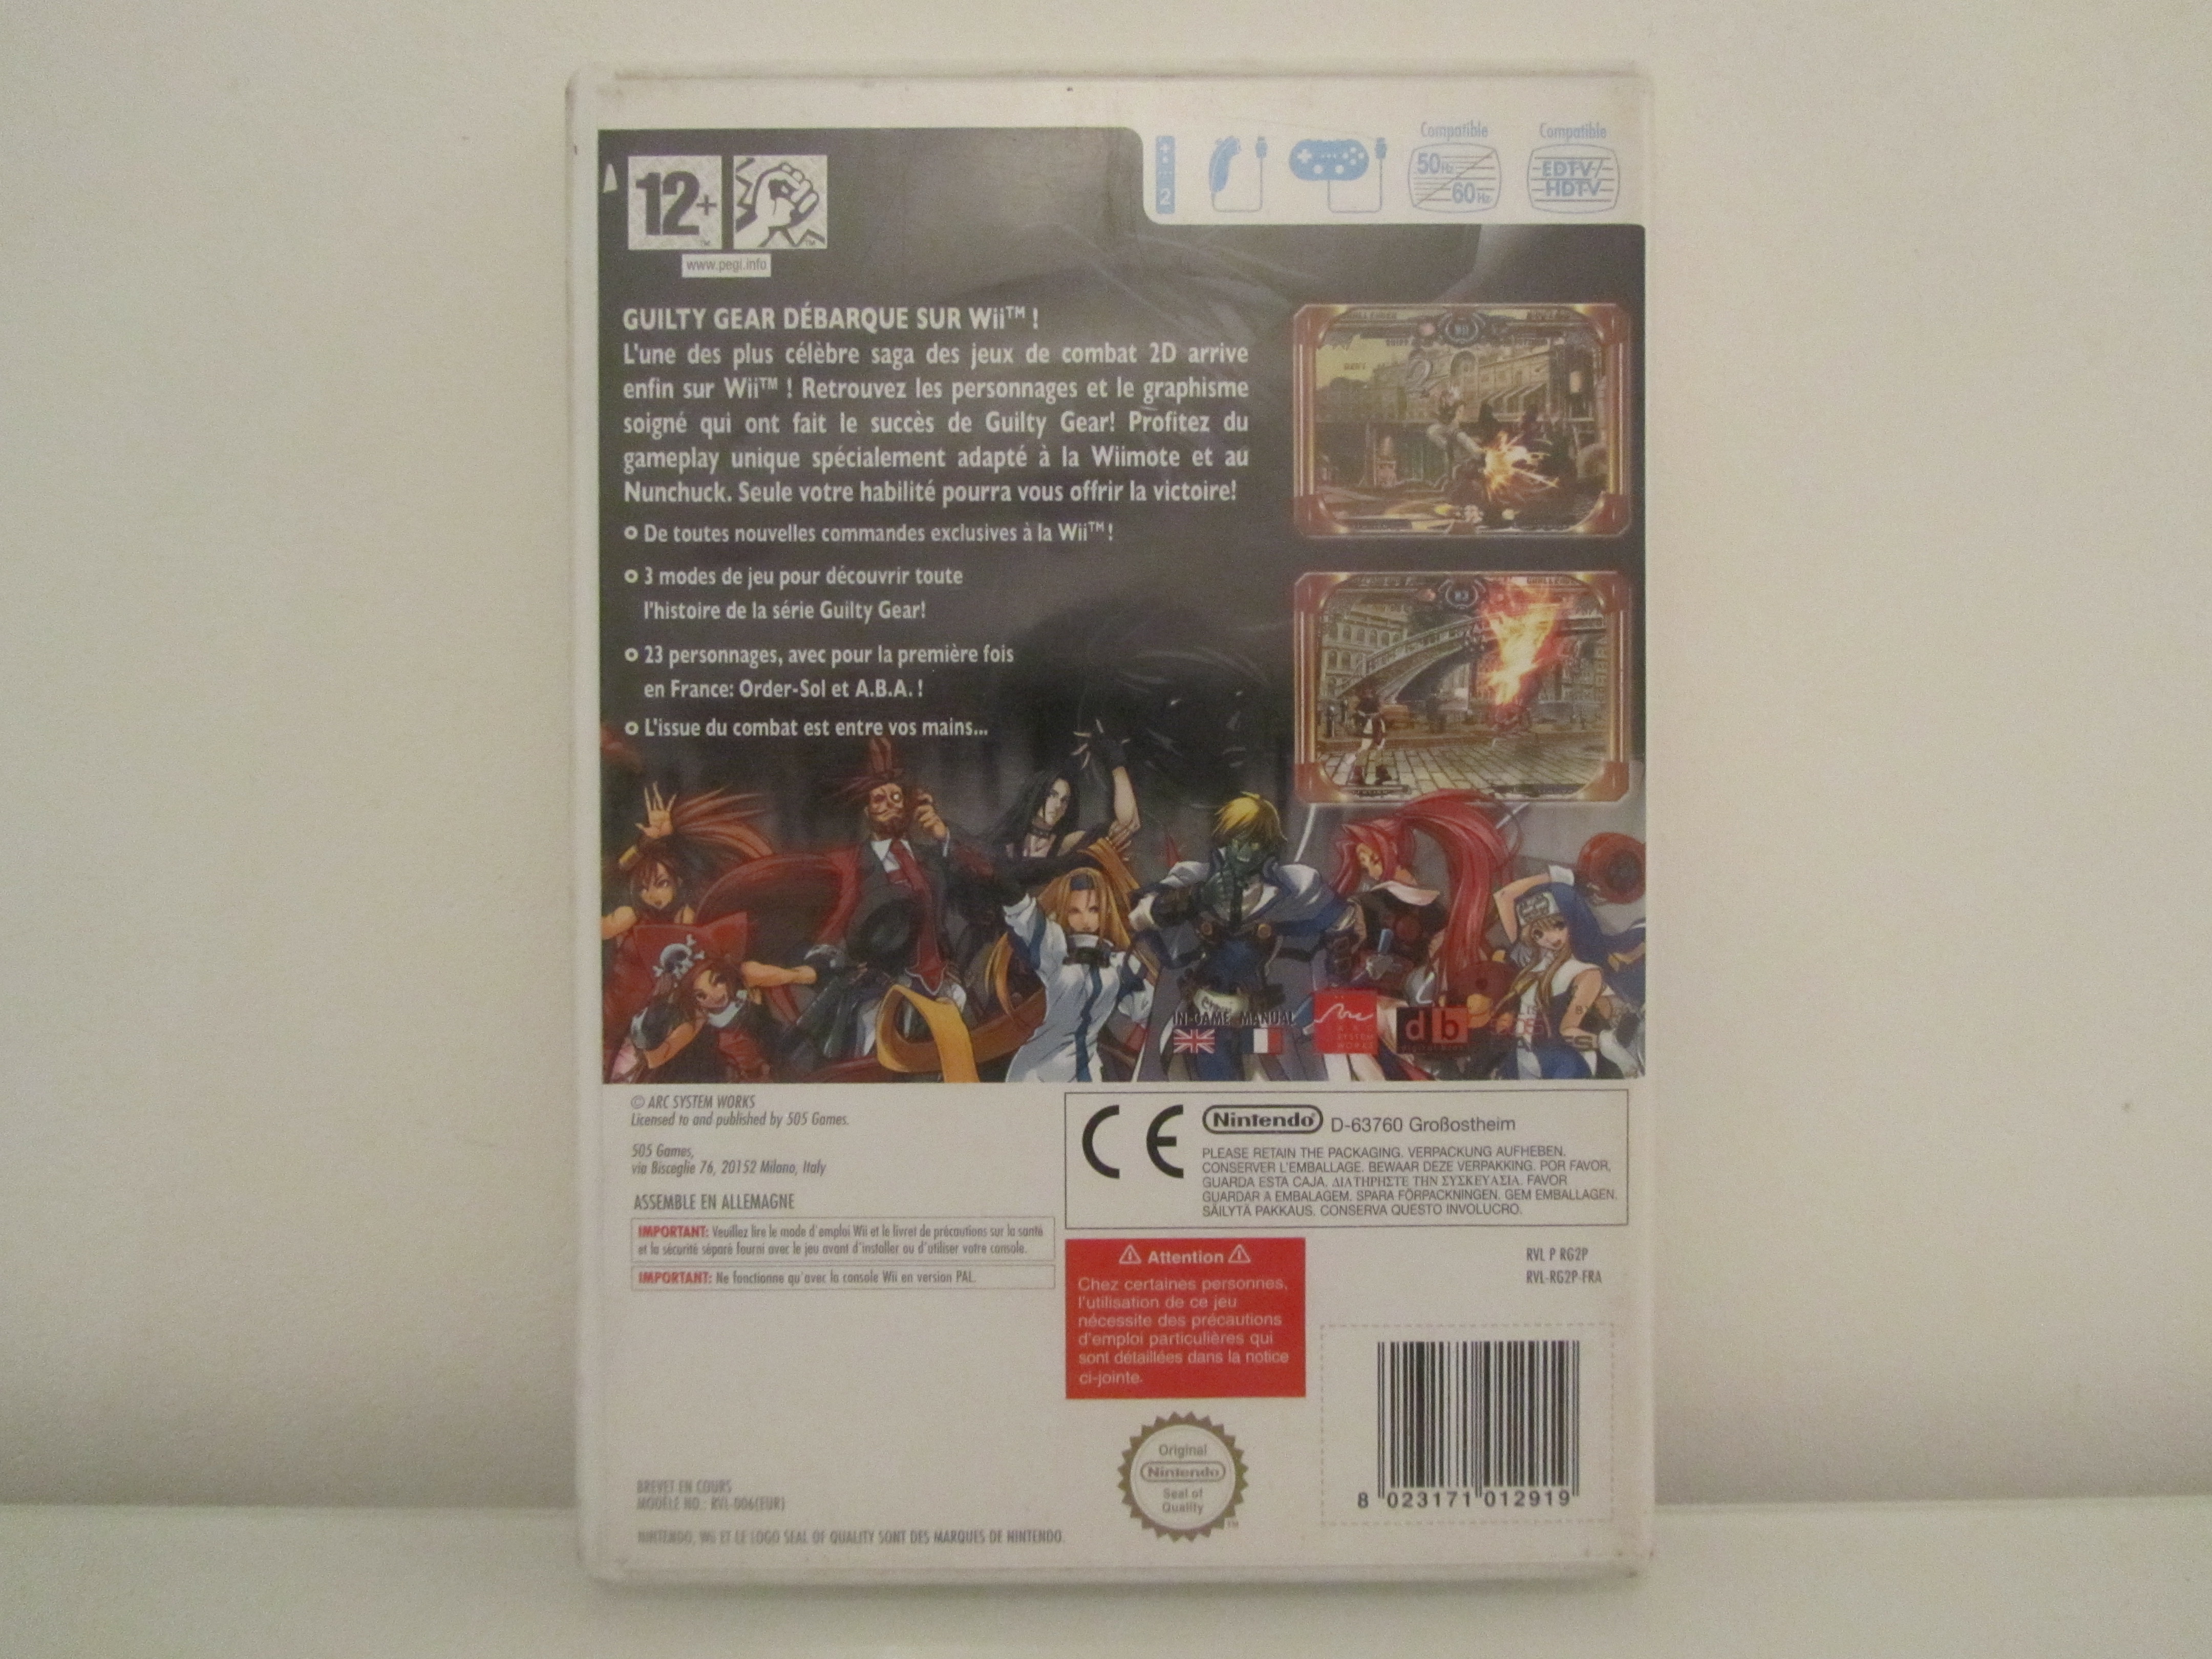 12+
www.pegi.info
2
Compatible
50Hz
60Hz
Compatible
EDTV/
HDTV
GUILTY GEAR DÉBARQUE SUR Wii™ !
L'une des plus célèbre saga des jeux de combat 2D arrive
enfin sur Wii™ ! Retrouvez les personnages et le graphisme
soigné qui ont fait le succès de Guilty Gear! Profitez du
gameplay unique spécialement adapté à la Wiimote et au
Nunchuck. Seule votre habilité pourra vous offrir la victoire!
De toutes nouvelles commandes exclusives à la Wii™ !
3 modes de jeu pour découvrir toute
l'histoire de la série Guilty Gear!
23 personnages, avec pour la première fois
en France: Order-Sol et A.B.A. !
L'issue du combat est entre vos mains...
IN-GAME MANUAL
Arc
SYSTEM
WORKS
db
© ARC SYSTEM WORKS
Licensed to and published by 505 Games.
505 Games,
via Bisceglie 76, 20152 Milano, Italy
ASSEMBLE EN ALLEMAGNE
IMPORTANT: Veuillez lire le mode d'emploi Wii et le livret de précautions sur la santé
et la sécurité séparé fourni avec le jeu avant d'installer ou d'utiliser votre console.
IMPORTANT: Ne fonctionne qu'avec la console Wii en version PAL.
CE
Nintendo D-63760 Großostheim
PLEASE RETAIN THE PACKAGING. VERPACKUNG AUFHEBEN.
CONSERVER L'EMBALLAGE. BEWAAR DEZE VERPAKKING. POR FAVOR,
GUARDA ESTA CAJA. ΔΙΑΤΗΡΗΣΤΕ ΤΗΝ ΣΥΣΚΕΥΑΣΙΑ. FAVOR
GUARDAR A EMBALAGEM. SPARA FÖRPACKNINGEN. GEM EMBALLAGEN.
SÄILYTÄ PAKKAUS. CONSERVA QUESTO INVOLUCRO.
⚠ Attention ⚠
Chez certaines personnes,
l'utilisation de ce jeu
nécessite des précautions
d'emploi particulières qui
sont détaillées dans la notice
ci-jointe.
RVL P RG2P
RVL-RG2P-FRA
Original
Nintendo
Seal of
Quality
8 023171 012919
BREVET EN COURS
MODÈLE NO.: RVL-006(EUR)
NINTENDO, Wii ET LE LOGO SEAL OF QUALITY SONT DES MARQUES DE NINTENDO.